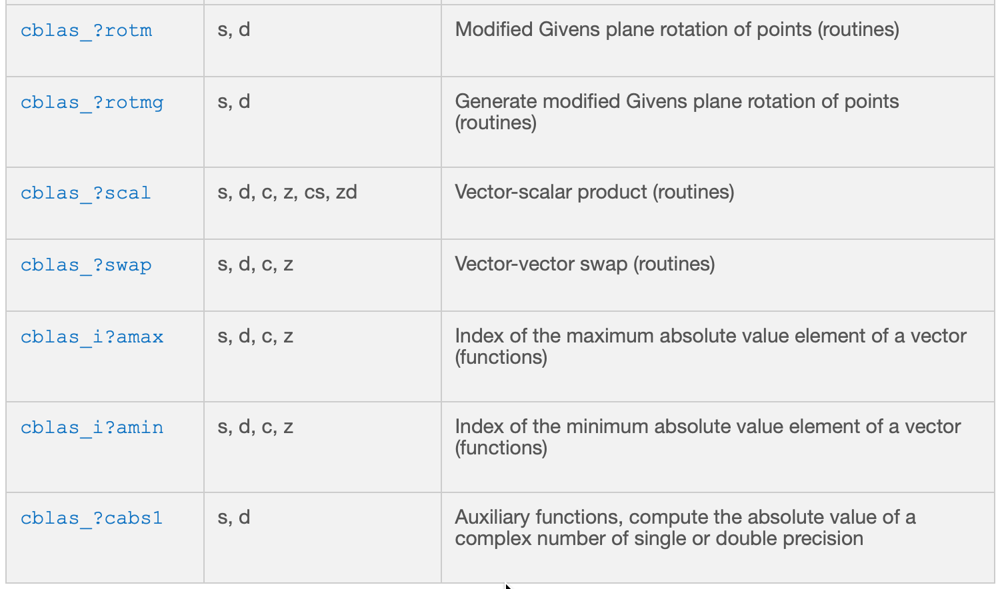 cblas_?rotm s, d Modified Givens plane rotation of points (routines)
cblas_?rotmg s, d Generate modified Givens plane rotation of points
(routines)
cblas_?scal s, d, c, z, cs, zd Vector-scalar product (routines)
cblas_?swap s, d, c, z Vector-vector swap (routines)
cblas_i?amax s, d, c, z Index of the maximum absolute value element of a vector
(functions)
cblas_i?amin s, d, c, z Index of the minimum absolute value element of a vector
(functions)
cblas_?cabs1 s, d Auxiliary functions, compute the absolute value of a
complex number of single or double precision